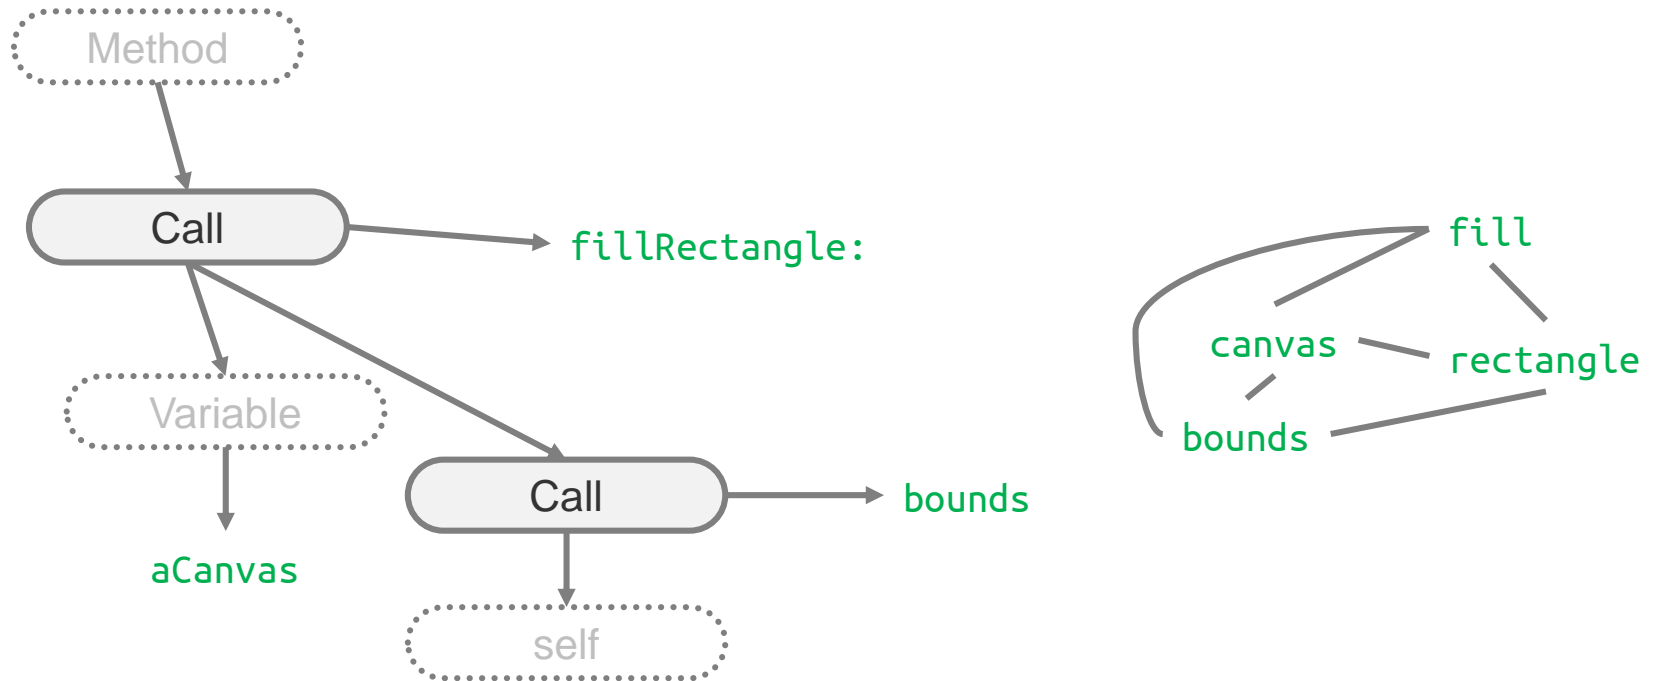 Method
Call
fillRectangle:
Variable
aCanvas
Call
bounds
self
fill
canvas
rectangle
bounds